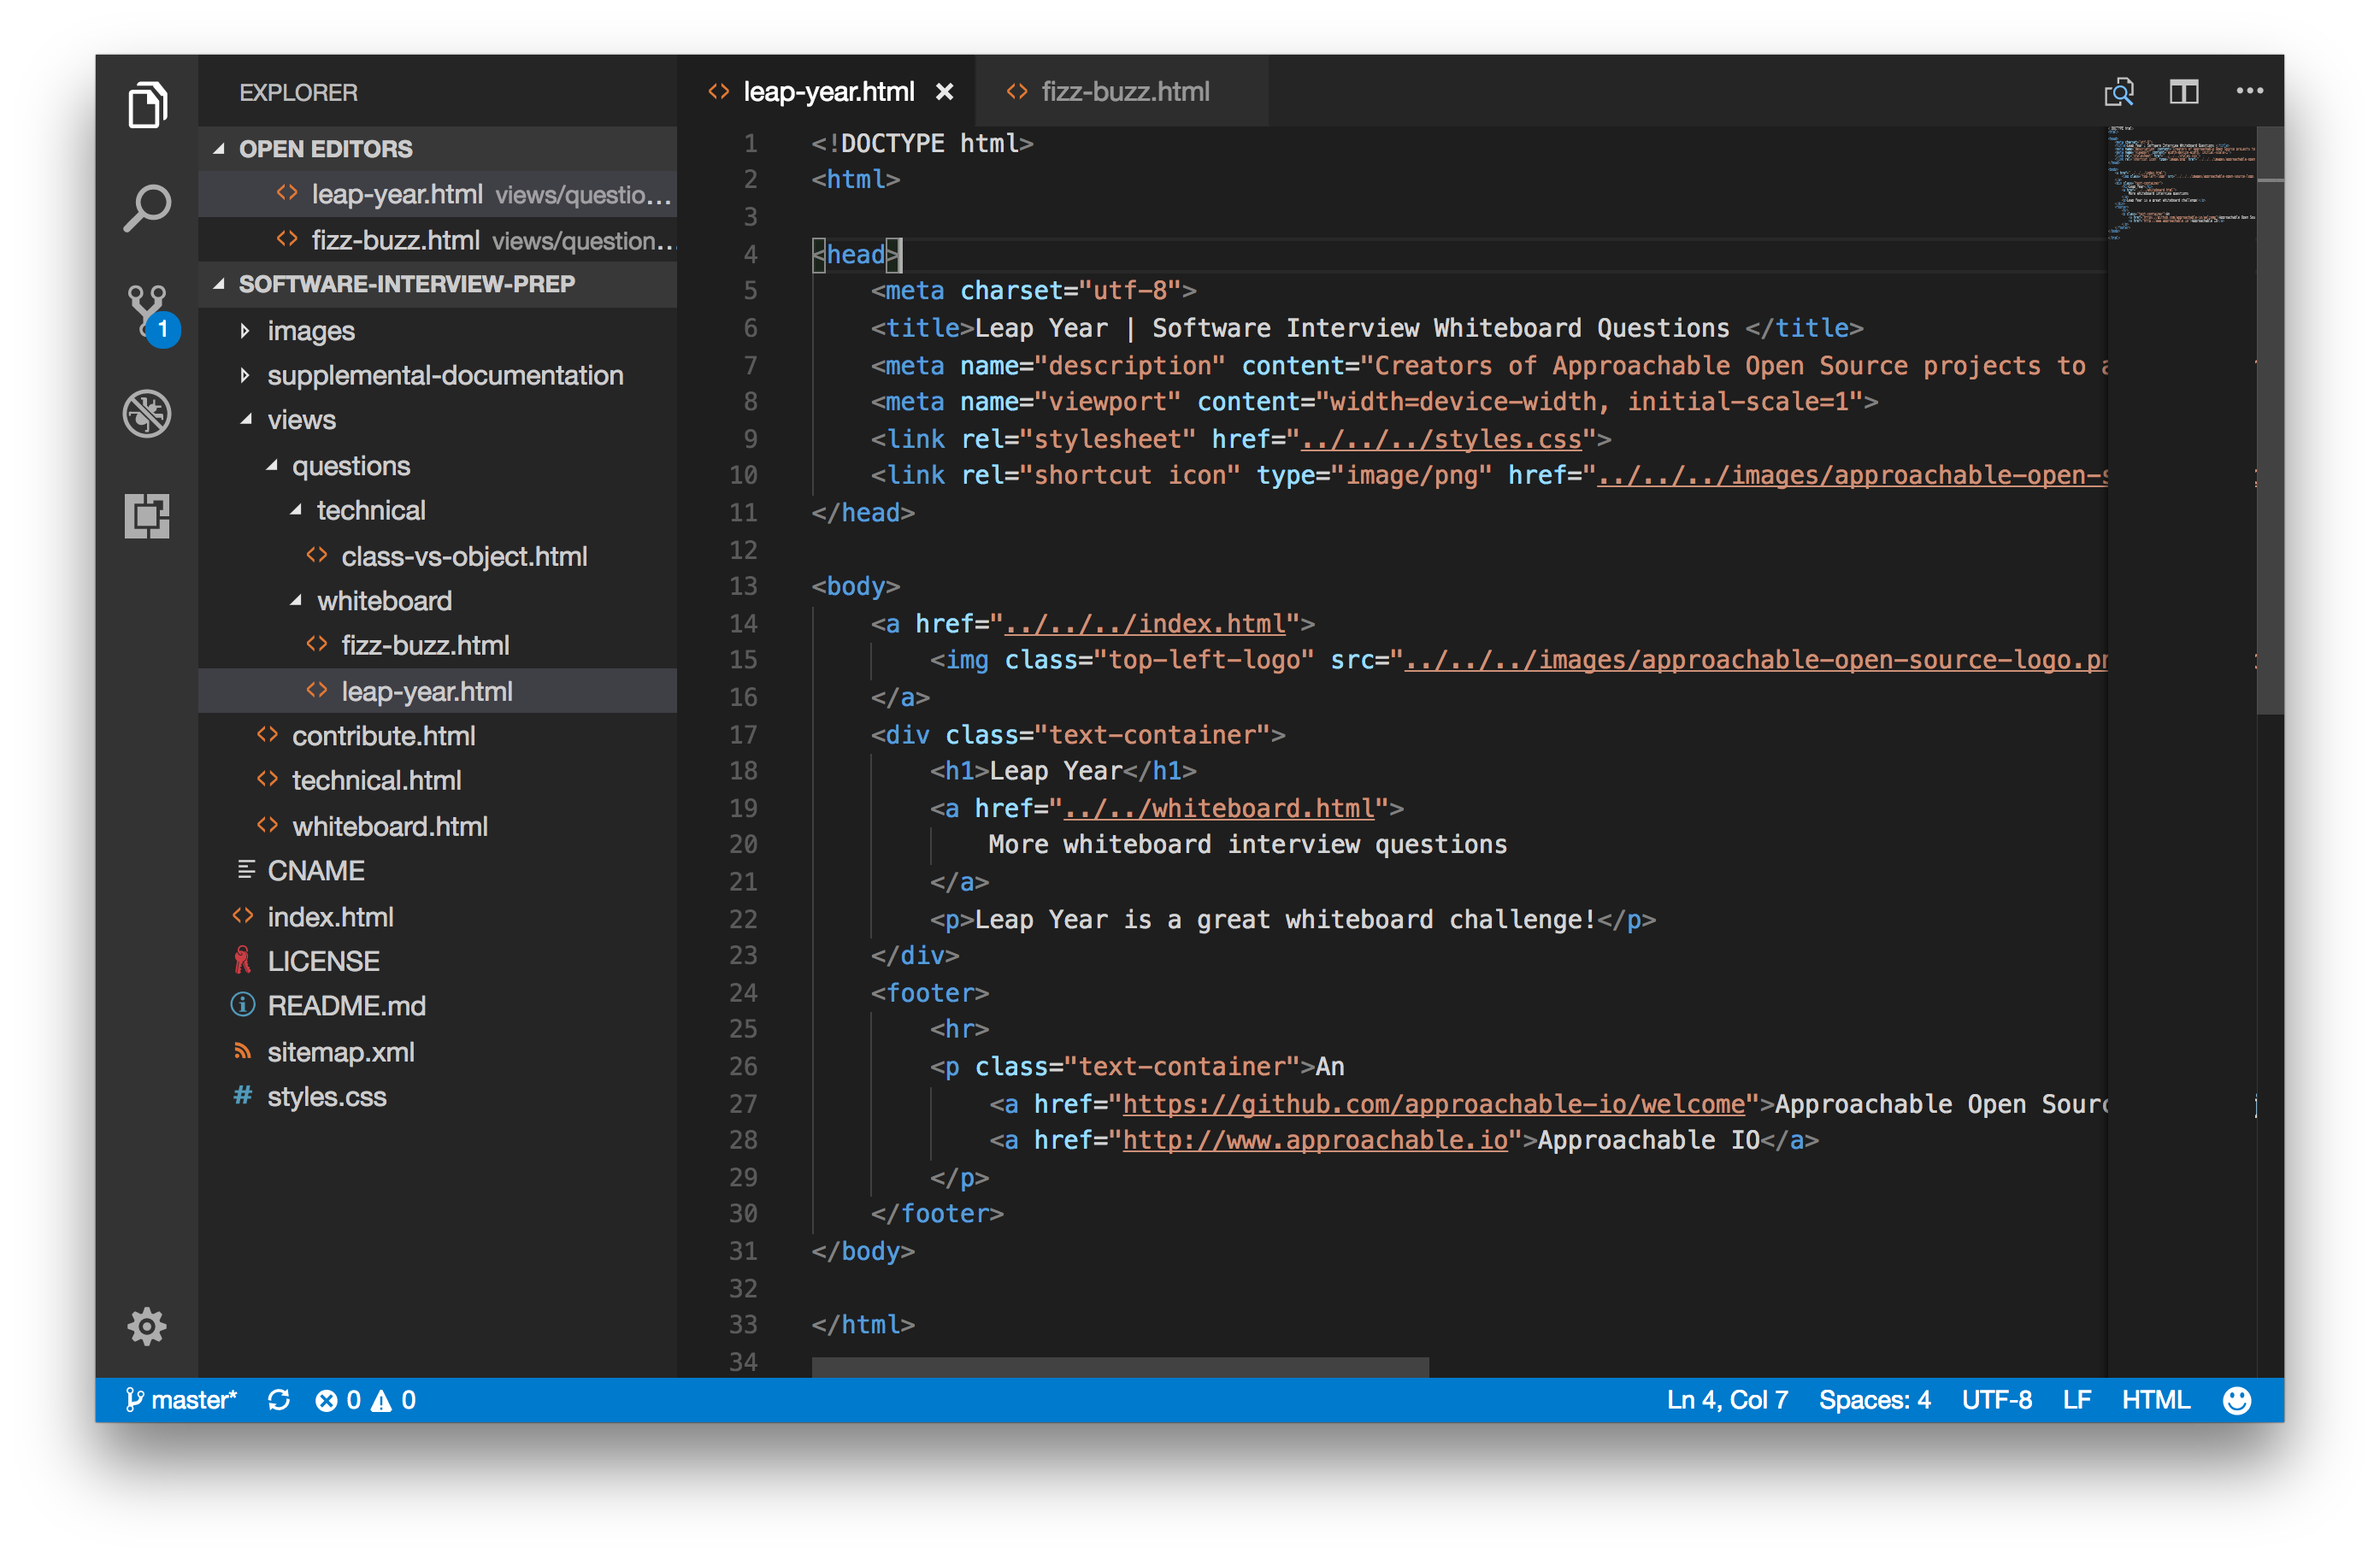 EXPLORER
OPEN EDITORS
leap-year.html views/questio...
fizz-buzz.html views/question...
SOFTWARE-INTERVIEW-PREP
images
supplemental-documentation
views
questions
technical
class-vs-object.html
whiteboard
fizz-buzz.html
leap-year.html
contribute.html
technical.html
whiteboard.html
CNAME
index.html
LICENSE
README.md
sitemap.xml
styles.css
1
leap-year.html
fizz-buzz.html
1 <!DOCTYPE html>
2 <html>
3
4 <head>
5 <meta charset="utf-8">
6 <title>Leap Year | Software Interview Whiteboard Questions </title>
7 <meta name="description" content="Creators of Approachable Open Source projects to a
8 <meta name="viewport" content="width=device-width, initial-scale=1">
9 <link rel="stylesheet" href="../../../styles.css">
10 <link rel="shortcut icon" type="image/png" href="../../../images/approachable-open-s
11 </head>
12
13 <body>
14 <a href="../../../index.html">
15 <img class="top-left-logo" src="../../../images/approachable-open-source-logo.pn
16 </a>
17 <div class="text-container">
18 <h1>Leap Year</h1>
19 <a href="../../whiteboard.html">
20 More whiteboard interview questions
21 </a>
22 <p>Leap Year is a great whiteboard challenge!</p>
23 </div>
24 <footer>
25 <hr>
26 <p class="text-container">An
27 <a href="https://github.com/approachable-io/welcome">Approachable Open Sourc
28 <a href="http://www.approachable.io">Approachable IO</a>
29 </p>
30 </footer>
31 </body>
32
33 </html>
34
master* 0 0 Ln 4, Col 7 Spaces: 4 UTF-8 LF HTML